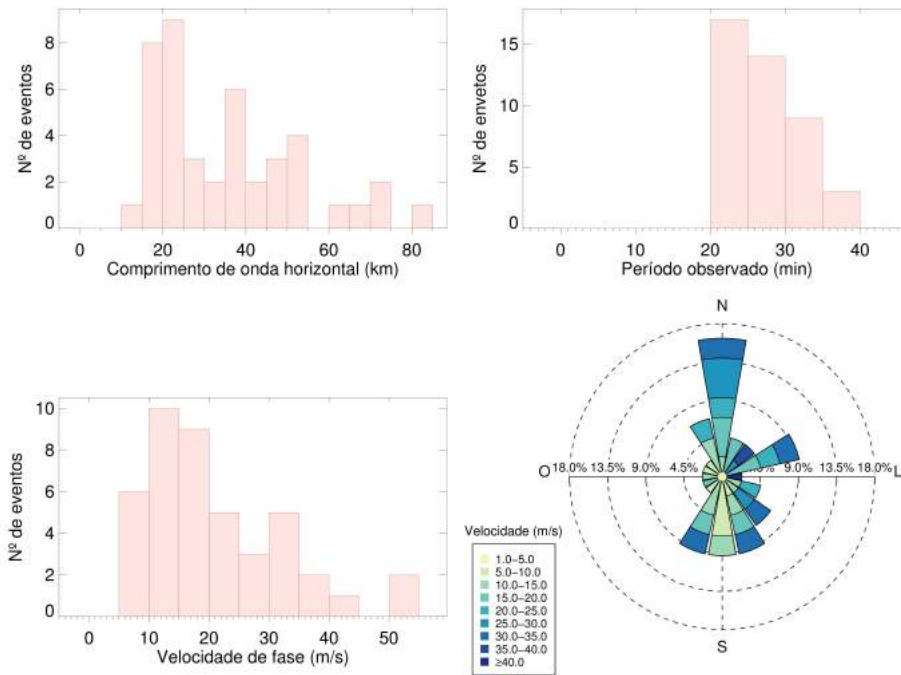 8
6
4
2
0
Nº de eventos
0 20 40 60 80
Comprimento de onda horizontal (km)
15
10
5
0
Nº de envetos
0 10 20 30 40
Período observado (min)
10
8
6
4
2
0
Nº de eventos
0 10 20 30 40 50
Velocidade de fase (m/s)
N
O
18.0% 13.5% 9.0% 4.5% 9.0% 13.5% 18.0%
L
S
Velocidade (m/s)
1.0–5.0
5.0–10.0
10.0–15.0
15.0–20.0
20.0–25.0
25.0–30.0
30.0–35.0
35.0–40.0
≥40.0